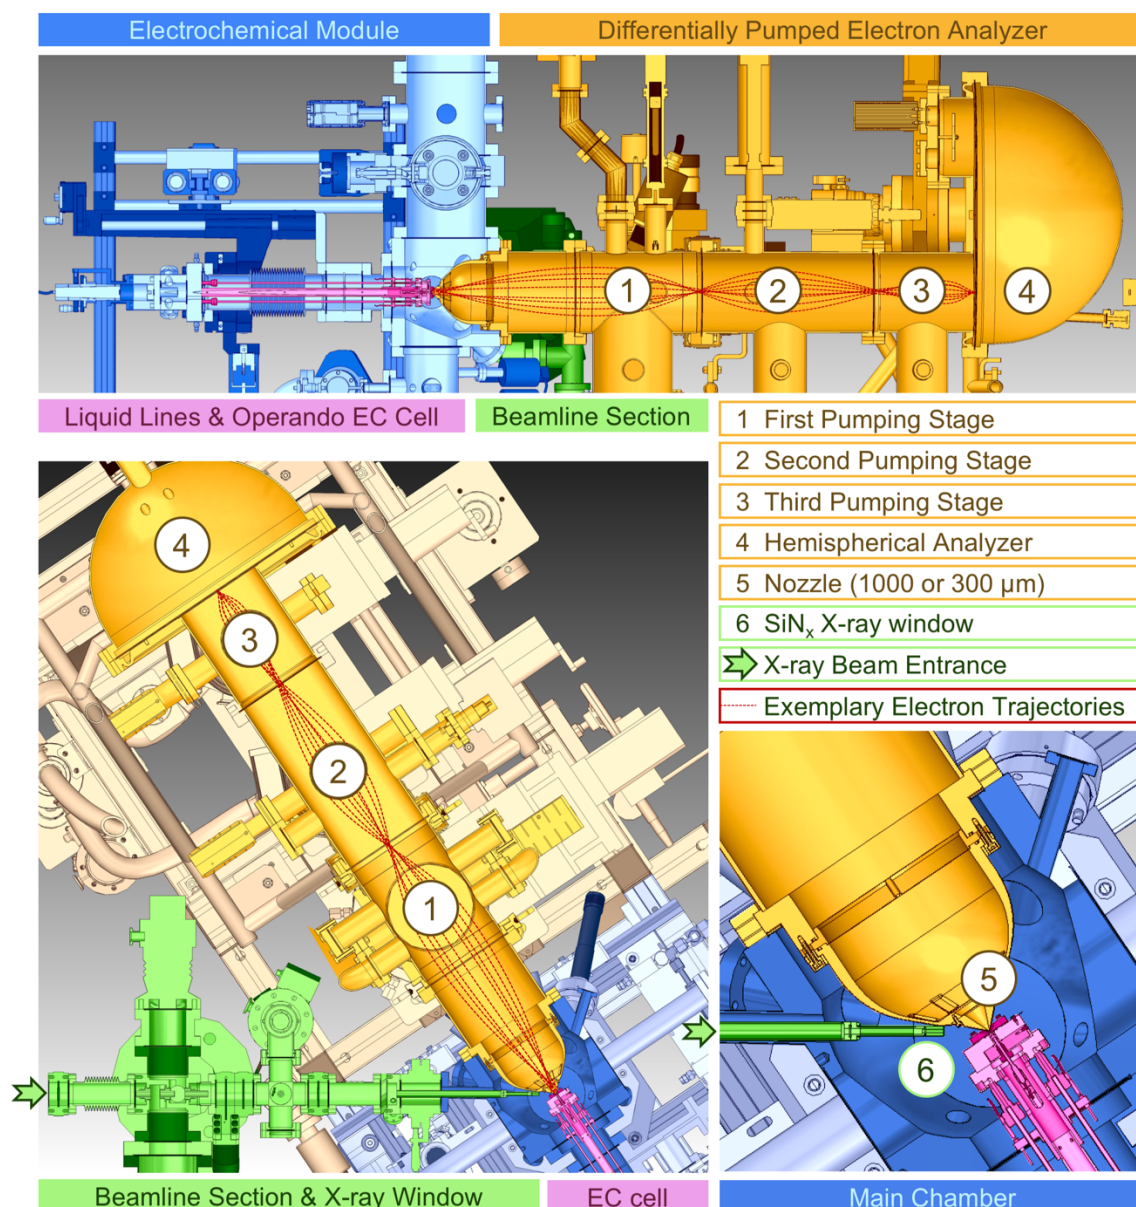 Electrochemical Module
Differentially Pumped Electron Analyzer
1
2
3
4
Liquid Lines & Operando EC Cell
Beamline Section
1 First Pumping Stage
2 Second Pumping Stage
3 Third Pumping Stage
4 Hemispherical Analyzer
5 Nozzle (1000 or 300 µm)
6 SiNₓ X-ray window
X-ray Beam Entrance
Exemplary Electron Trajectories
4
3
2
1
5
6
Beamline Section & X-ray Window
EC cell
Main Chamber